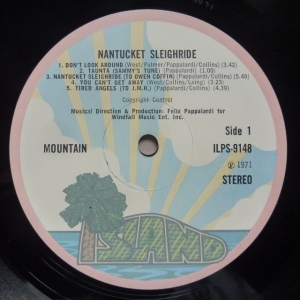 NANTUCKET SLEIGHRIDE
1. DON'T LOOK AROUND (West/Palmer/Pappalardi/Collins) (3.42)
2. TAUNTA (SAMMY'S TUNE) (Pappalardi) (1.00)
3. NANTUCKET SLEIGHRIDE (TO OWEN COFFIN) (Pappalardi/Collins)
4. YOU CAN'T GET AWAY (West/Collins/Laing) (3.23)
5. TIRED ANGELS (TO J.M.H.) (Pappalardi/Collins) (4.39)
Copyright Control
Musical Direction & Production: Felix Pappalardi for
Windfall Music Ent. Inc.
Side 1
MOUNTAIN
ILPS-9148
℗ 1971
STEREO
ISLAND